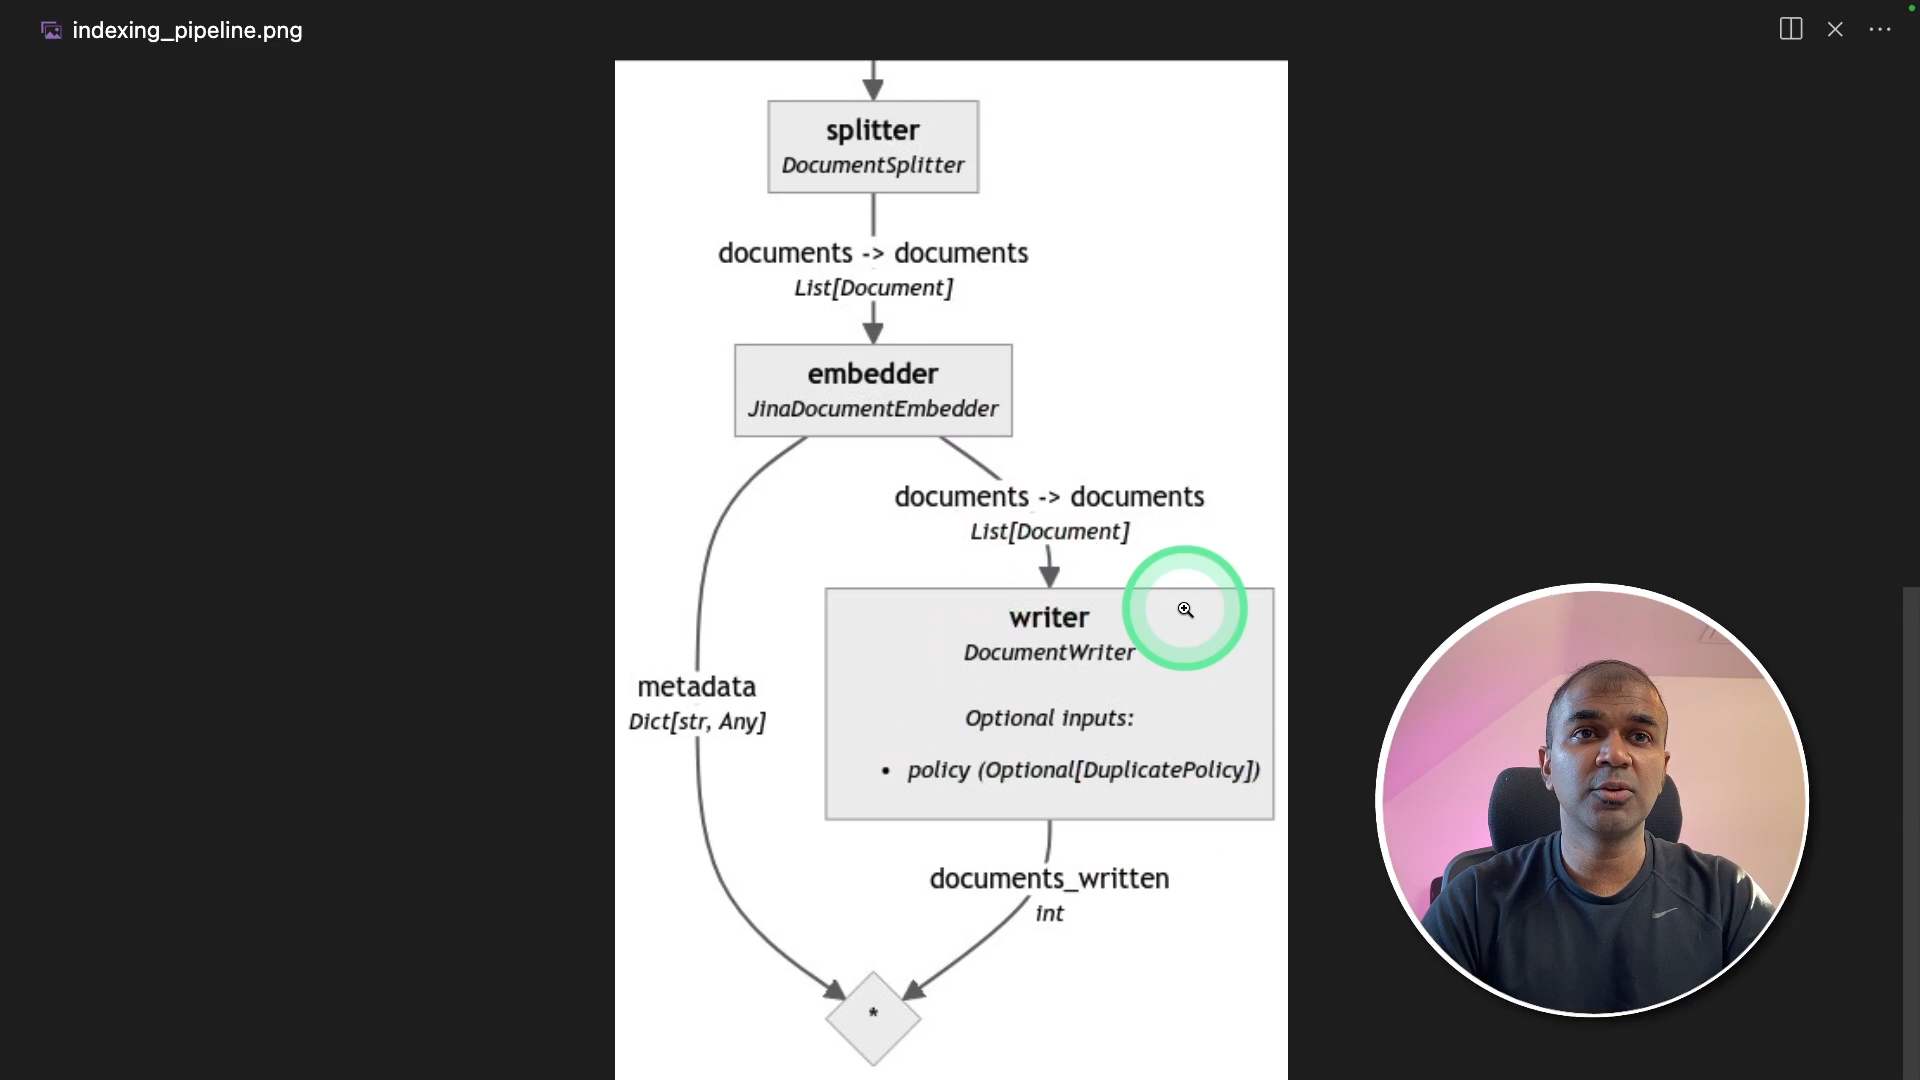 indexing_pipeline.png
splitter
DocumentSplitter
documents -> documents
List[Document]
embedder
JinaDocumentEmbedder
documents -> documents
List[Document]
writer
DocumentWriter
Optional inputs:
• policy (Optional[DuplicatePolicy])
metadata
Dict[str, Any]
documents_written
int
*